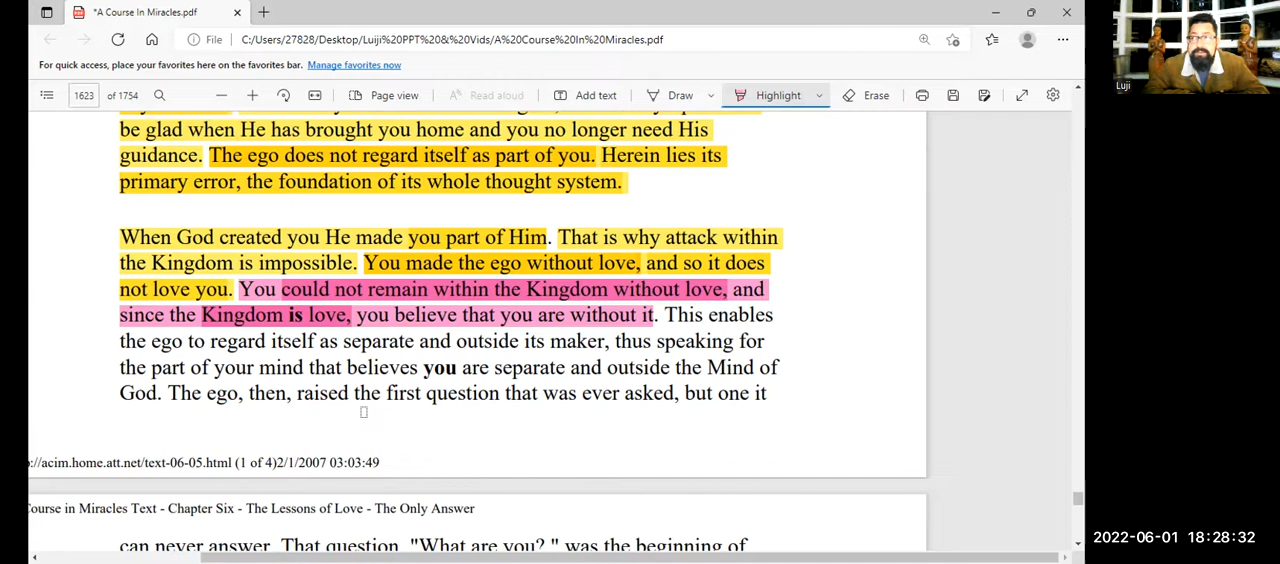 *A Course In Miracles.pdf
File
C:/Users/27828/Desktop/Luiji%20PPT%20&%20Vids/A%20Course%20In%20Miracles.pdf
For quick access, place your favorites here on the favorites bar. Manage favorites now
1623 of 1754
Page view
Read aloud
Add text
Draw
Highlight
Erase
be glad when He has brought you home and you no longer need His
guidance. The ego does not regard itself as part of you. Herein lies its
primary error, the foundation of its whole thought system.
When God created you He made you part of Him. That is why attack within
the Kingdom is impossible. You made the ego without love, and so it does
not love you. You could not remain within the Kingdom without love, and
since the Kingdom is love, you believe that you are without it. This enables
the ego to regard itself as separate and outside its maker, thus speaking for
the part of your mind that believes you are separate and outside the Mind of
God. The ego, then, raised the first question that was ever asked, but one it
://acim.home.att.net/text-06-05.html (1 of 4)2/1/2007 03:03:49
Course in Miracles Text - Chapter Six - The Lessons of Love - The Only Answer
can never answer. That question, "What are you? " was the beginning of
Luji
2022-06-01 18:28:32